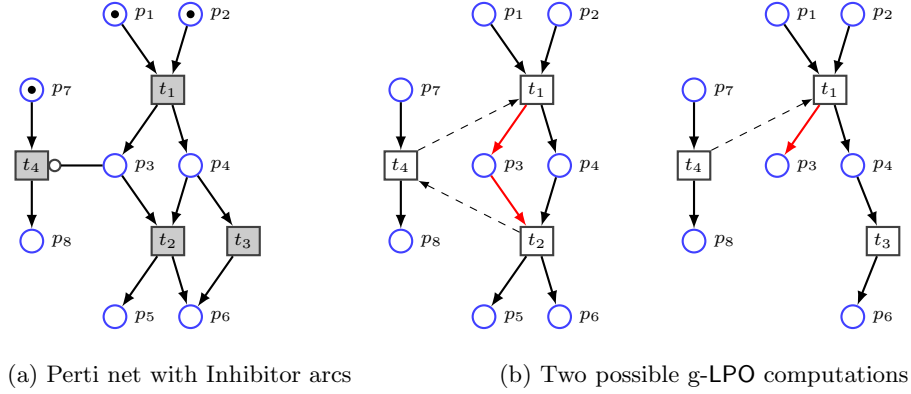 p1 p2 p1 p2 p1 p2
t1 t1 t1
p7 p7 p7
t4 p3 p4 t4 p3 p4 t4 p3 p4
p8 t2 t3 p8 t2 p8 t3
p5 p6 p5 p6 p6
(a) Perti net with Inhibitor arcs
(b) Two possible g-LPO computations